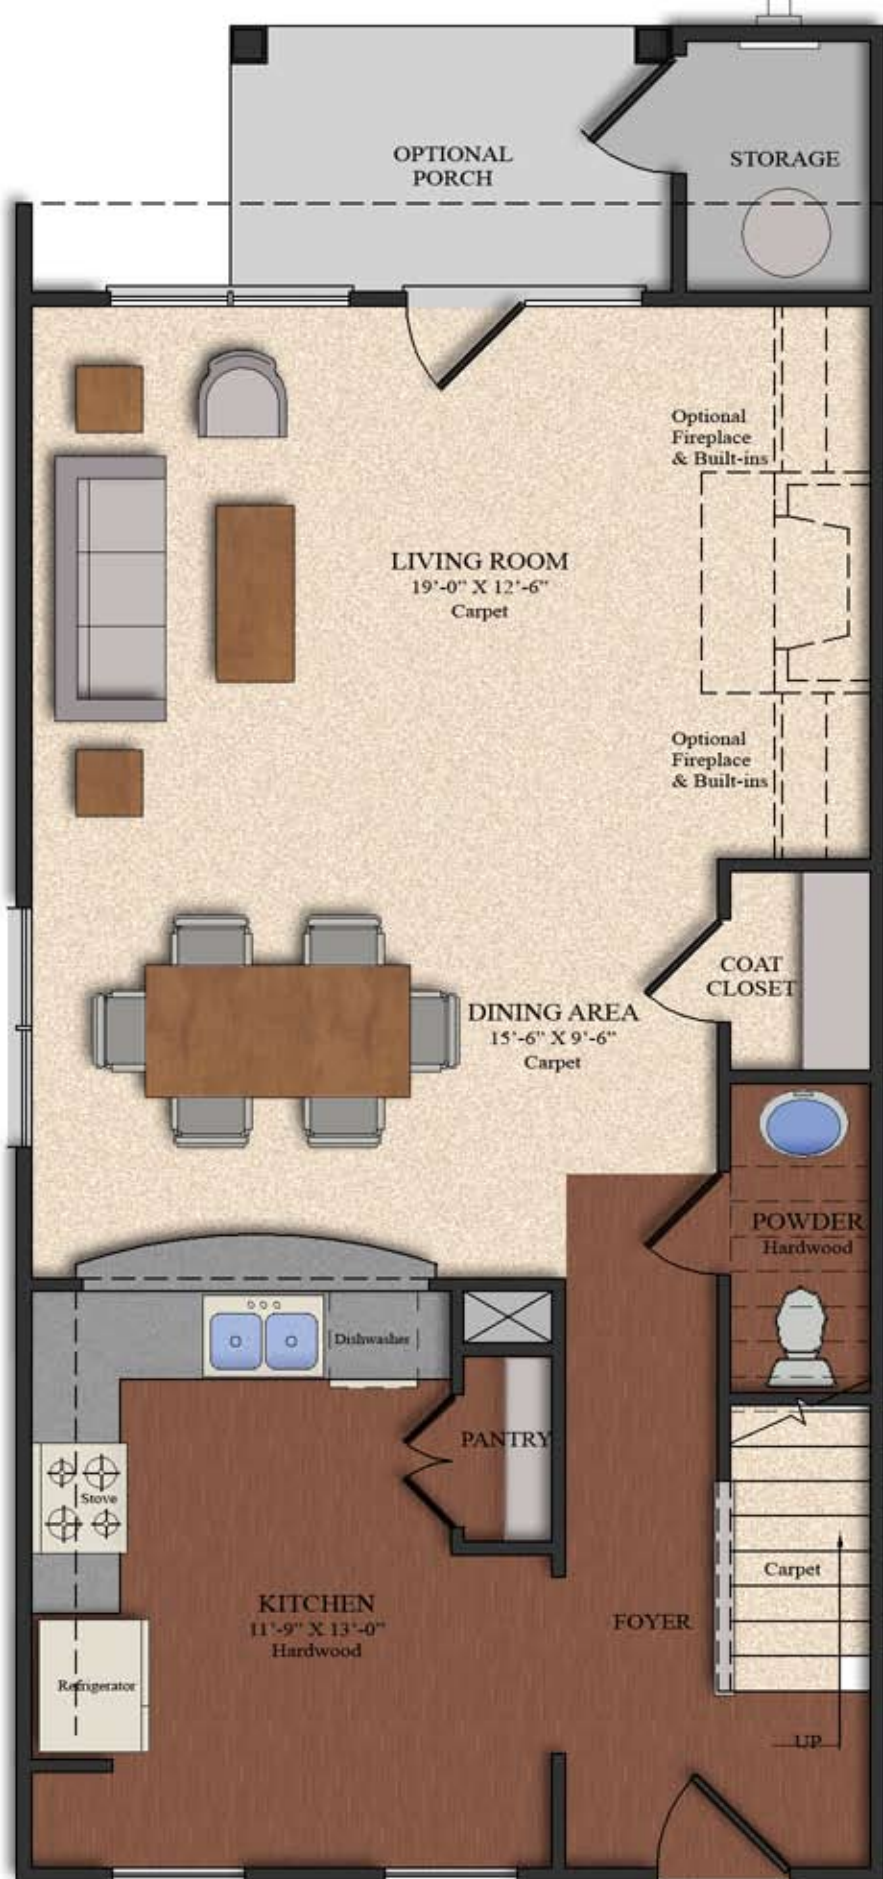 OPTIONAL
PORCH
STORAGE
Optional
Fireplace
& Built-ins
LIVING ROOM
19'-0" X 12'-6"
Carpet
Optional
Fireplace
& Built-ins
COAT
CLOSET
DINING AREA
15'-6" X 9'-6"
Carpet
POWDER
Hardwood
Dishwasher
PANTRY
Stove
Carpet
KITCHEN
11'-9" X 13'-0"
Hardwood
FOYER
Refrigerator
UP